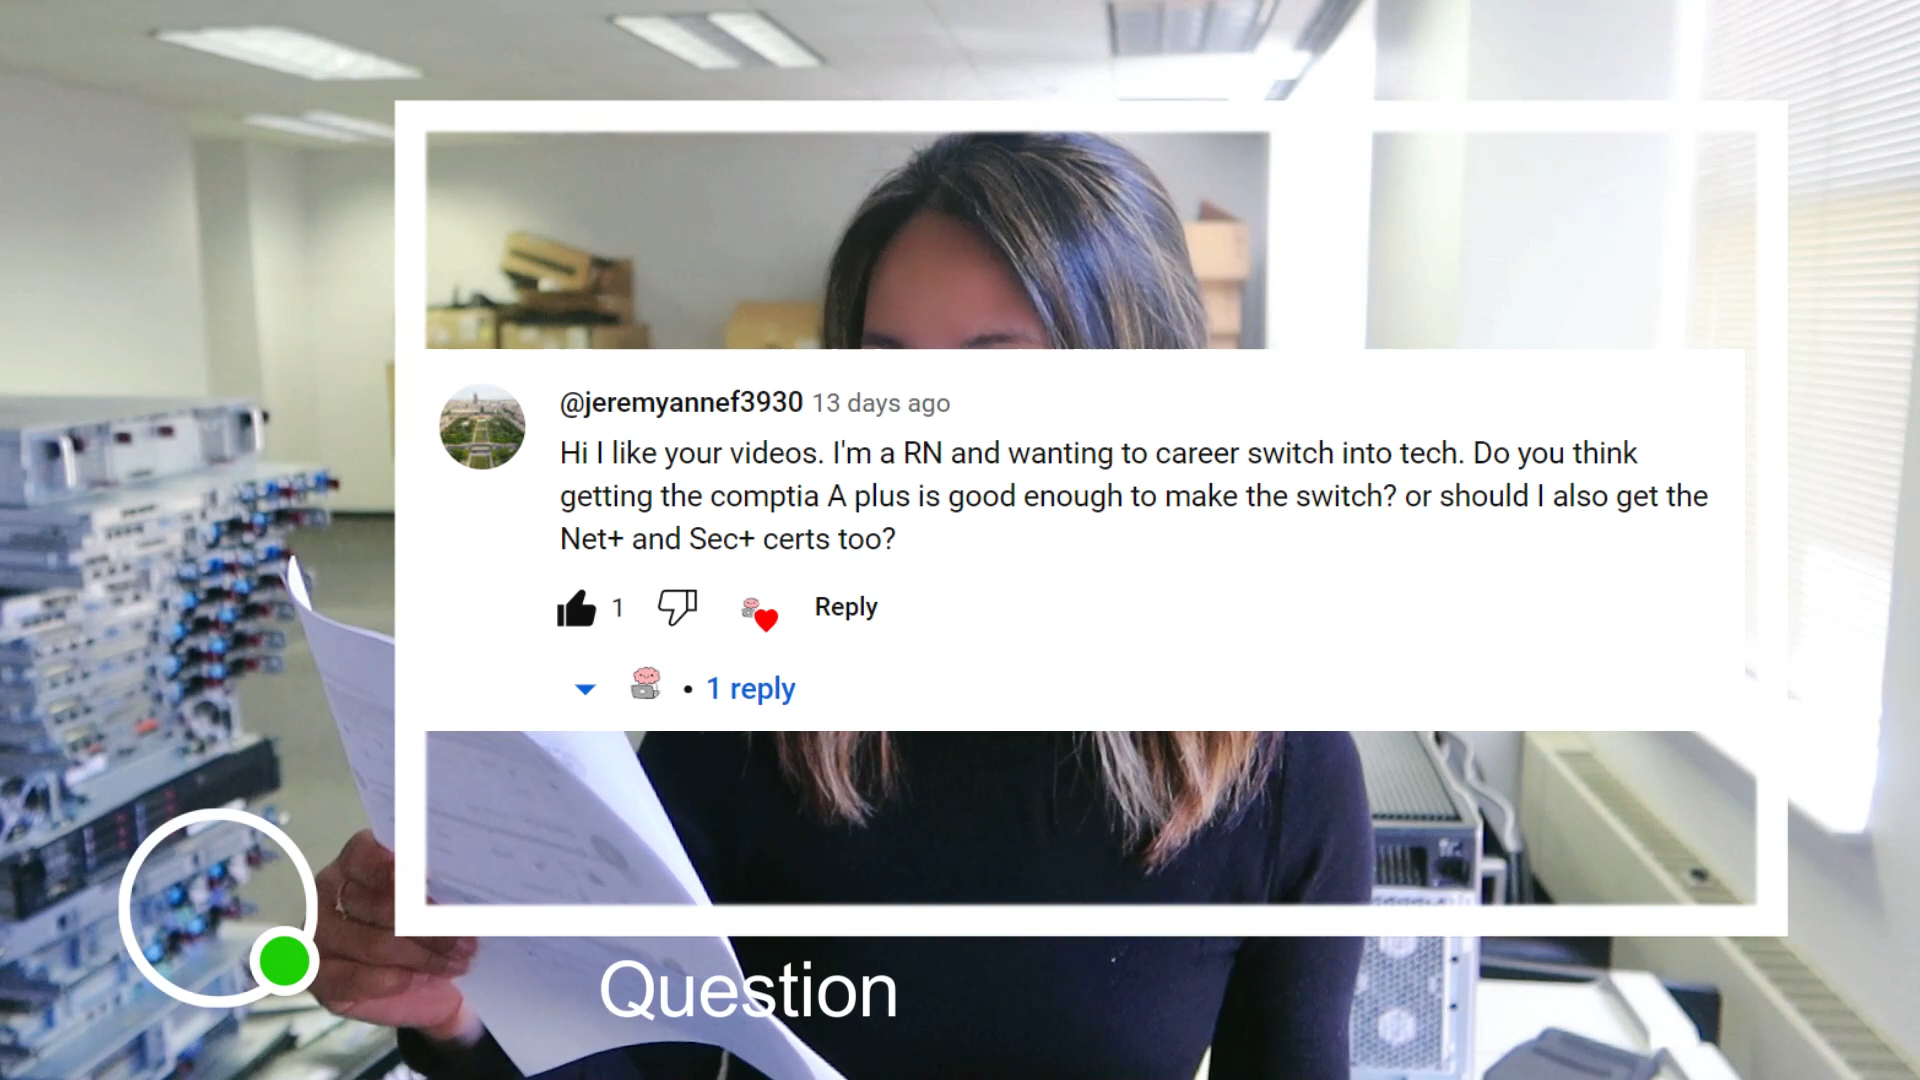 @jeremyannef3930 13 days ago
Hi I like your videos. I'm a RN and wanting to career switch into tech. Do you think
getting the comptia A plus is good enough to make the switch? or should I also get the
Net+ and Sec+ certs too?
1
Reply
• 1 reply
Question